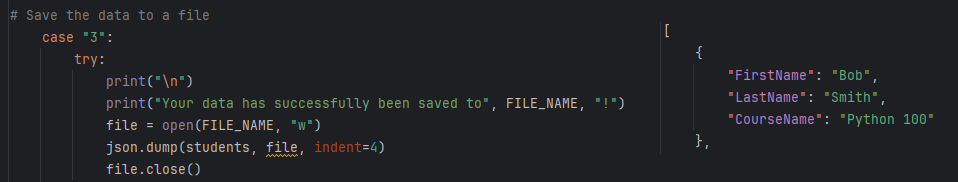 # Save the data to a file
case "3":
try:
print("\n")
print("Your data has successfully been saved to", FILE_NAME, "!")
file = open(FILE_NAME, "w")
json.dump(students, file, indent=4)
file.close()
[
{
"FirstName": "Bob",
"LastName": "Smith",
"CourseName": "Python 100"
},